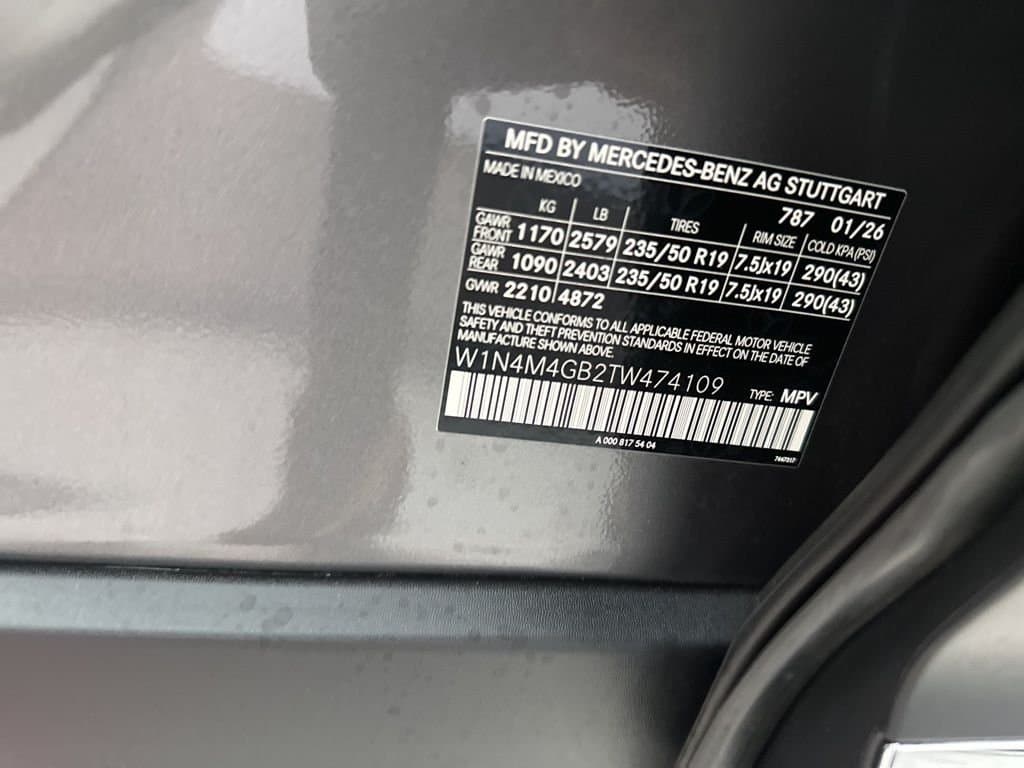 MFD BY MERCEDES-BENZ AG STUTTGART
MADE IN MEXICO 787 01/26
KG LB TIRES RIM SIZE COLD KPA (PSI)
GAWR FRONT 1170 2579 235/50 R19 7.5Jx19 290(43)
GAWR REAR 1090 2403 235/50 R19 7.5Jx19 290(43)
GVWR 2210 4872
THIS VEHICLE CONFORMS TO ALL APPLICABLE FEDERAL MOTOR VEHICLE
SAFETY AND THEFT PREVENTION STANDARDS IN EFFECT ON THE DATE OF
MANUFACTURE SHOWN ABOVE.
W1N4M4GB2TW474109 TYPE: MPV
A 000 817 54 04